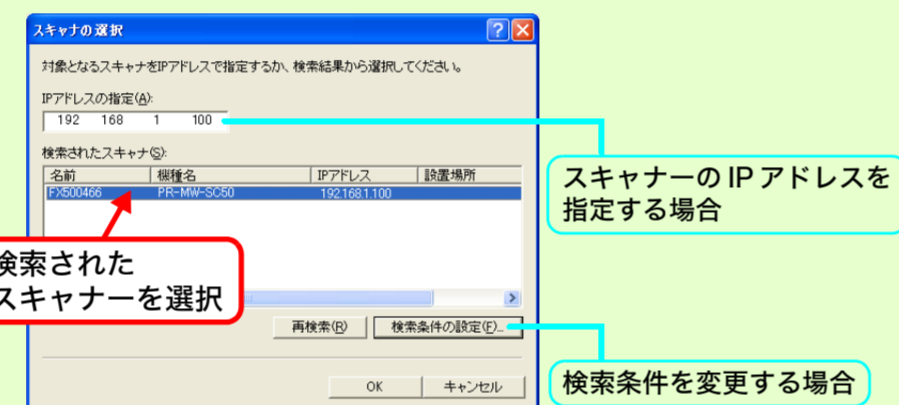 スキャナの選択
対象となるスキャナをIPアドレスで指定するか、検索結果から選択してください。
IPアドレスの指定(A):
192 168 1 100
検索されたスキャナ(S):
名前 機種名 IPアドレス 設置場所
FX500466 PR-MW-SC50 192.168.1.100
スキャナーの IP アドレスを
指定する場合
検索された
スキャナーを選択
再検索(R) 検索条件の設定(F)...
検索条件を変更する場合
OK キャンセル